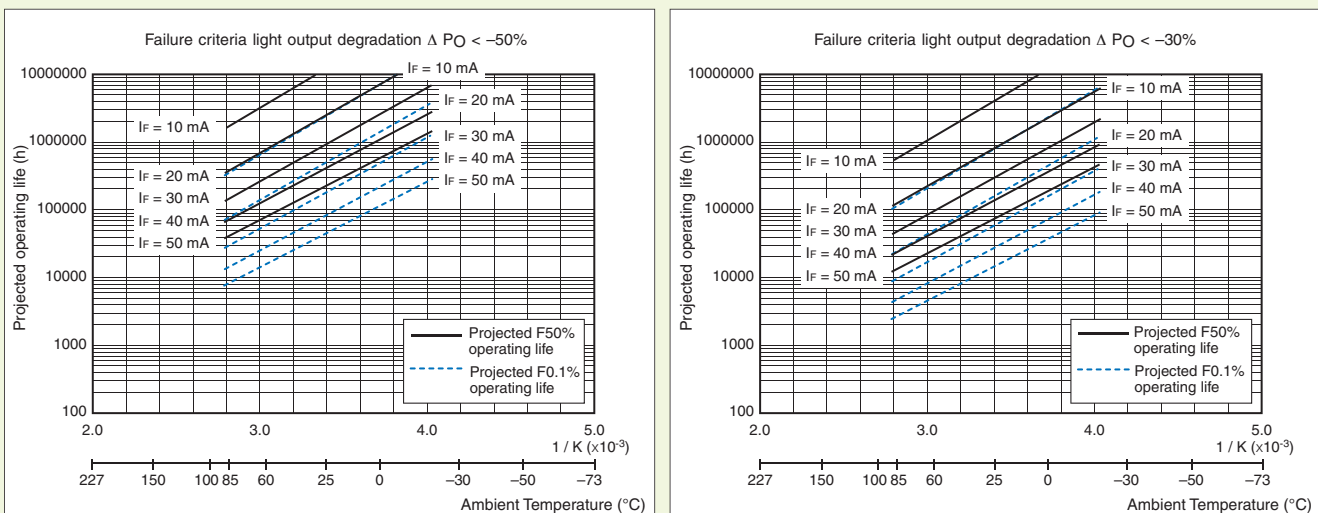 Failure criteria light output degradation Δ PO < –50%
Projected operating life (h)
10000000
1000000
100000
10000
1000
100
IF = 10 mA
IF = 20 mA
IF = 30 mA
IF = 40 mA
IF = 50 mA
IF = 10 mA
IF = 20 mA
IF = 30 mA
IF = 40 mA
IF = 50 mA
Projected F50%
operating life
Projected F0.1%
operating life
2.0 3.0 4.0 5.0
1 / K (x10-3)
227 150 100 85 60 25 0 –30 –50 –73
Ambient Temperature (°C)
Failure criteria light output degradation Δ PO < –30%
Projected operating life (h)
10000000
1000000
100000
10000
1000
100
IF = 10 mA
IF = 20 mA
IF = 30 mA
IF = 40 mA
IF = 50 mA
IF = 10 mA
IF = 20 mA
IF = 30 mA
IF = 40 mA
IF = 50 mA
Projected F50%
operating life
Projected F0.1%
operating life
2.0 3.0 4.0 5.0
1 / K (x10-3)
227 150 100 85 60 25 0 –30 –50 –73
Ambient Temperature (°C)